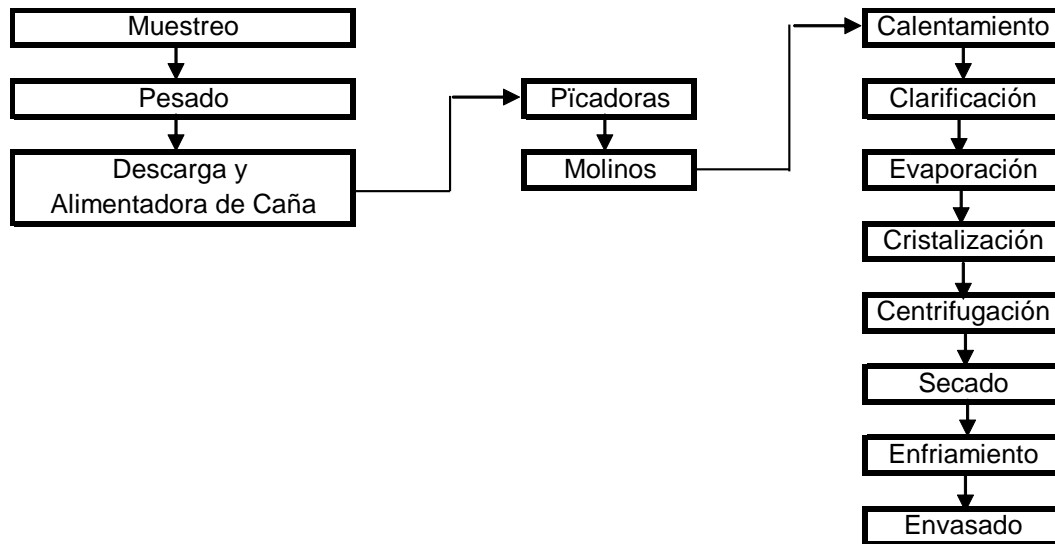 Muestreo
Pesado
Descarga y
Alimentadora de Caña
Pïcadoras
Molinos
Calentamiento
Clarificación
Evaporación
Cristalización
Centrifugación
Secado
Enfriamiento
Envasado